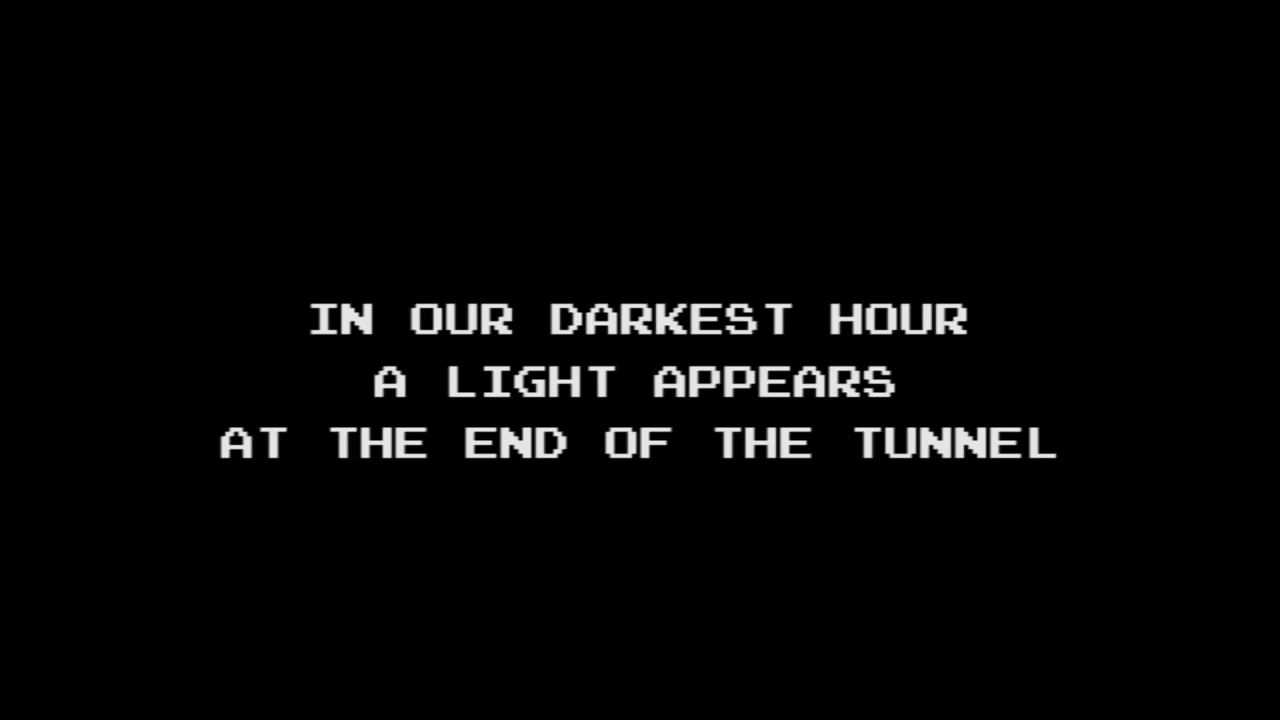 IN OUR DARKEST HOUR
A LIGHT APPEARS
AT THE END OF THE TUNNEL